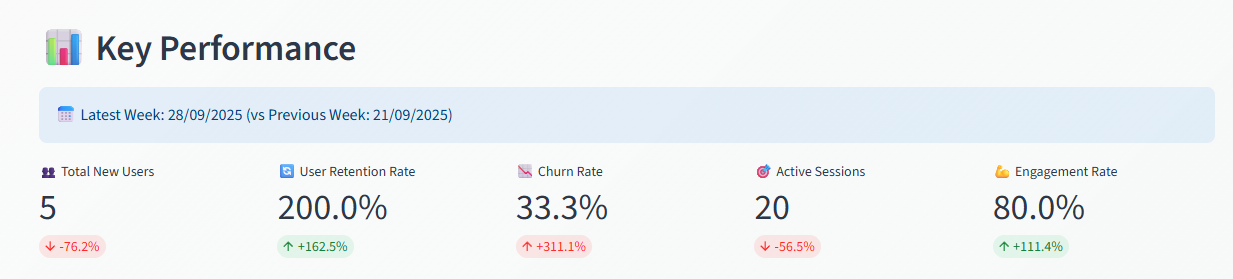 Key Performance
Latest Week: 28/09/2025 (vs Previous Week: 21/09/2025)
Total New Users
5
↓ -76.2%
User Retention Rate
200.0%
↑ +162.5%
Churn Rate
33.3%
↑ +311.1%
Active Sessions
20
↓ -56.5%
Engagement Rate
80.0%
↑ +111.4%